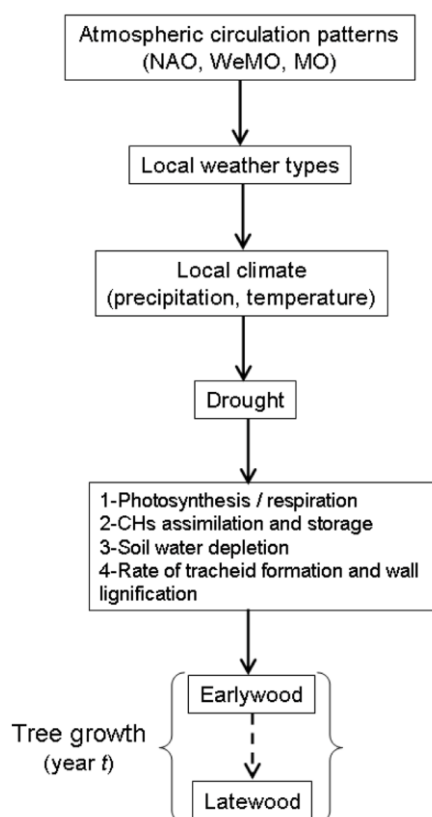 Atmospheric circulation patterns
(NAO, WeMO, MO)
Local weather types
Local climate
(precipitation, temperature)
Drought
1-Photosynthesis / respiration
2-CHs assimilation and storage
3-Soil water depletion
4-Rate of tracheid formation and wall
lignification
Earlywood
Tree growth
(year t)
Latewood